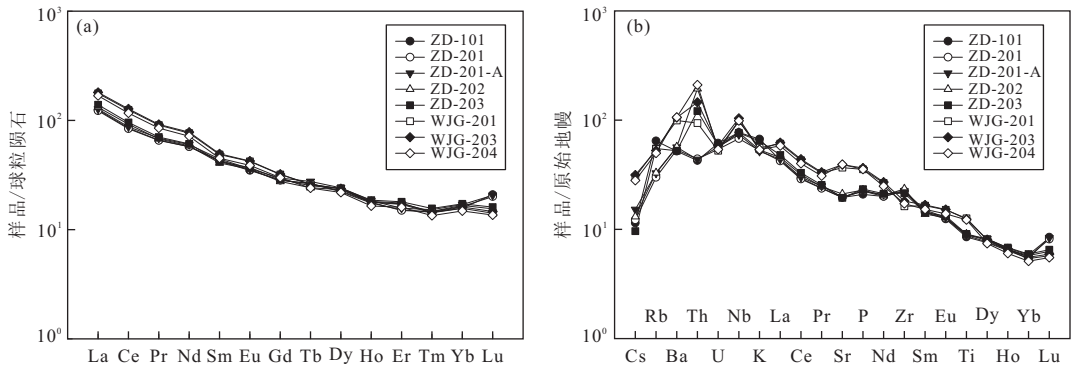 (a)
10³
10²
10¹
10⁰
样品/球粒陨石
ZD-101
ZD-201
ZD-201-A
ZD-202
ZD-203
WJG-201
WJG-203
WJG-204
La Ce Pr Nd Sm Eu Gd Tb Dy Ho Er Tm Yb Lu
(b)
10³
10²
10¹
10⁰
样品/原始地幔
ZD-101
ZD-201
ZD-201-A
ZD-202
ZD-203
WJG-201
WJG-203
WJG-204
Rb Th Nb La Pr P Zr Eu Dy Yb
Cs Ba U K Ce Sr Nd Sm Ti Ho Lu